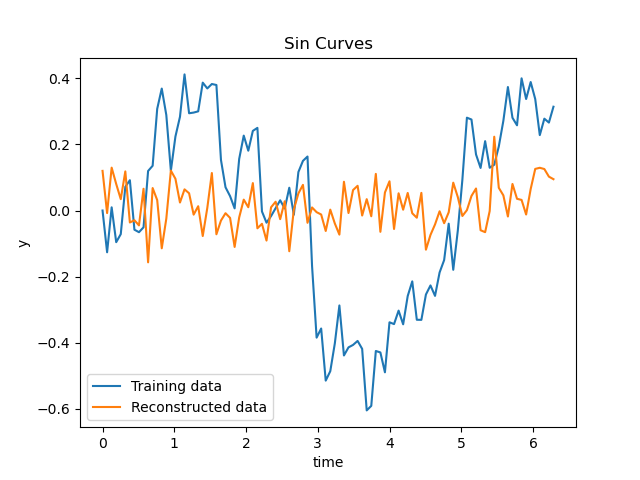 Sin Curves
0.4
0.2
0.0
−0.2
−0.4
−0.6
y
Training data
Reconstructed data
0 1 2 3 4 5 6
time